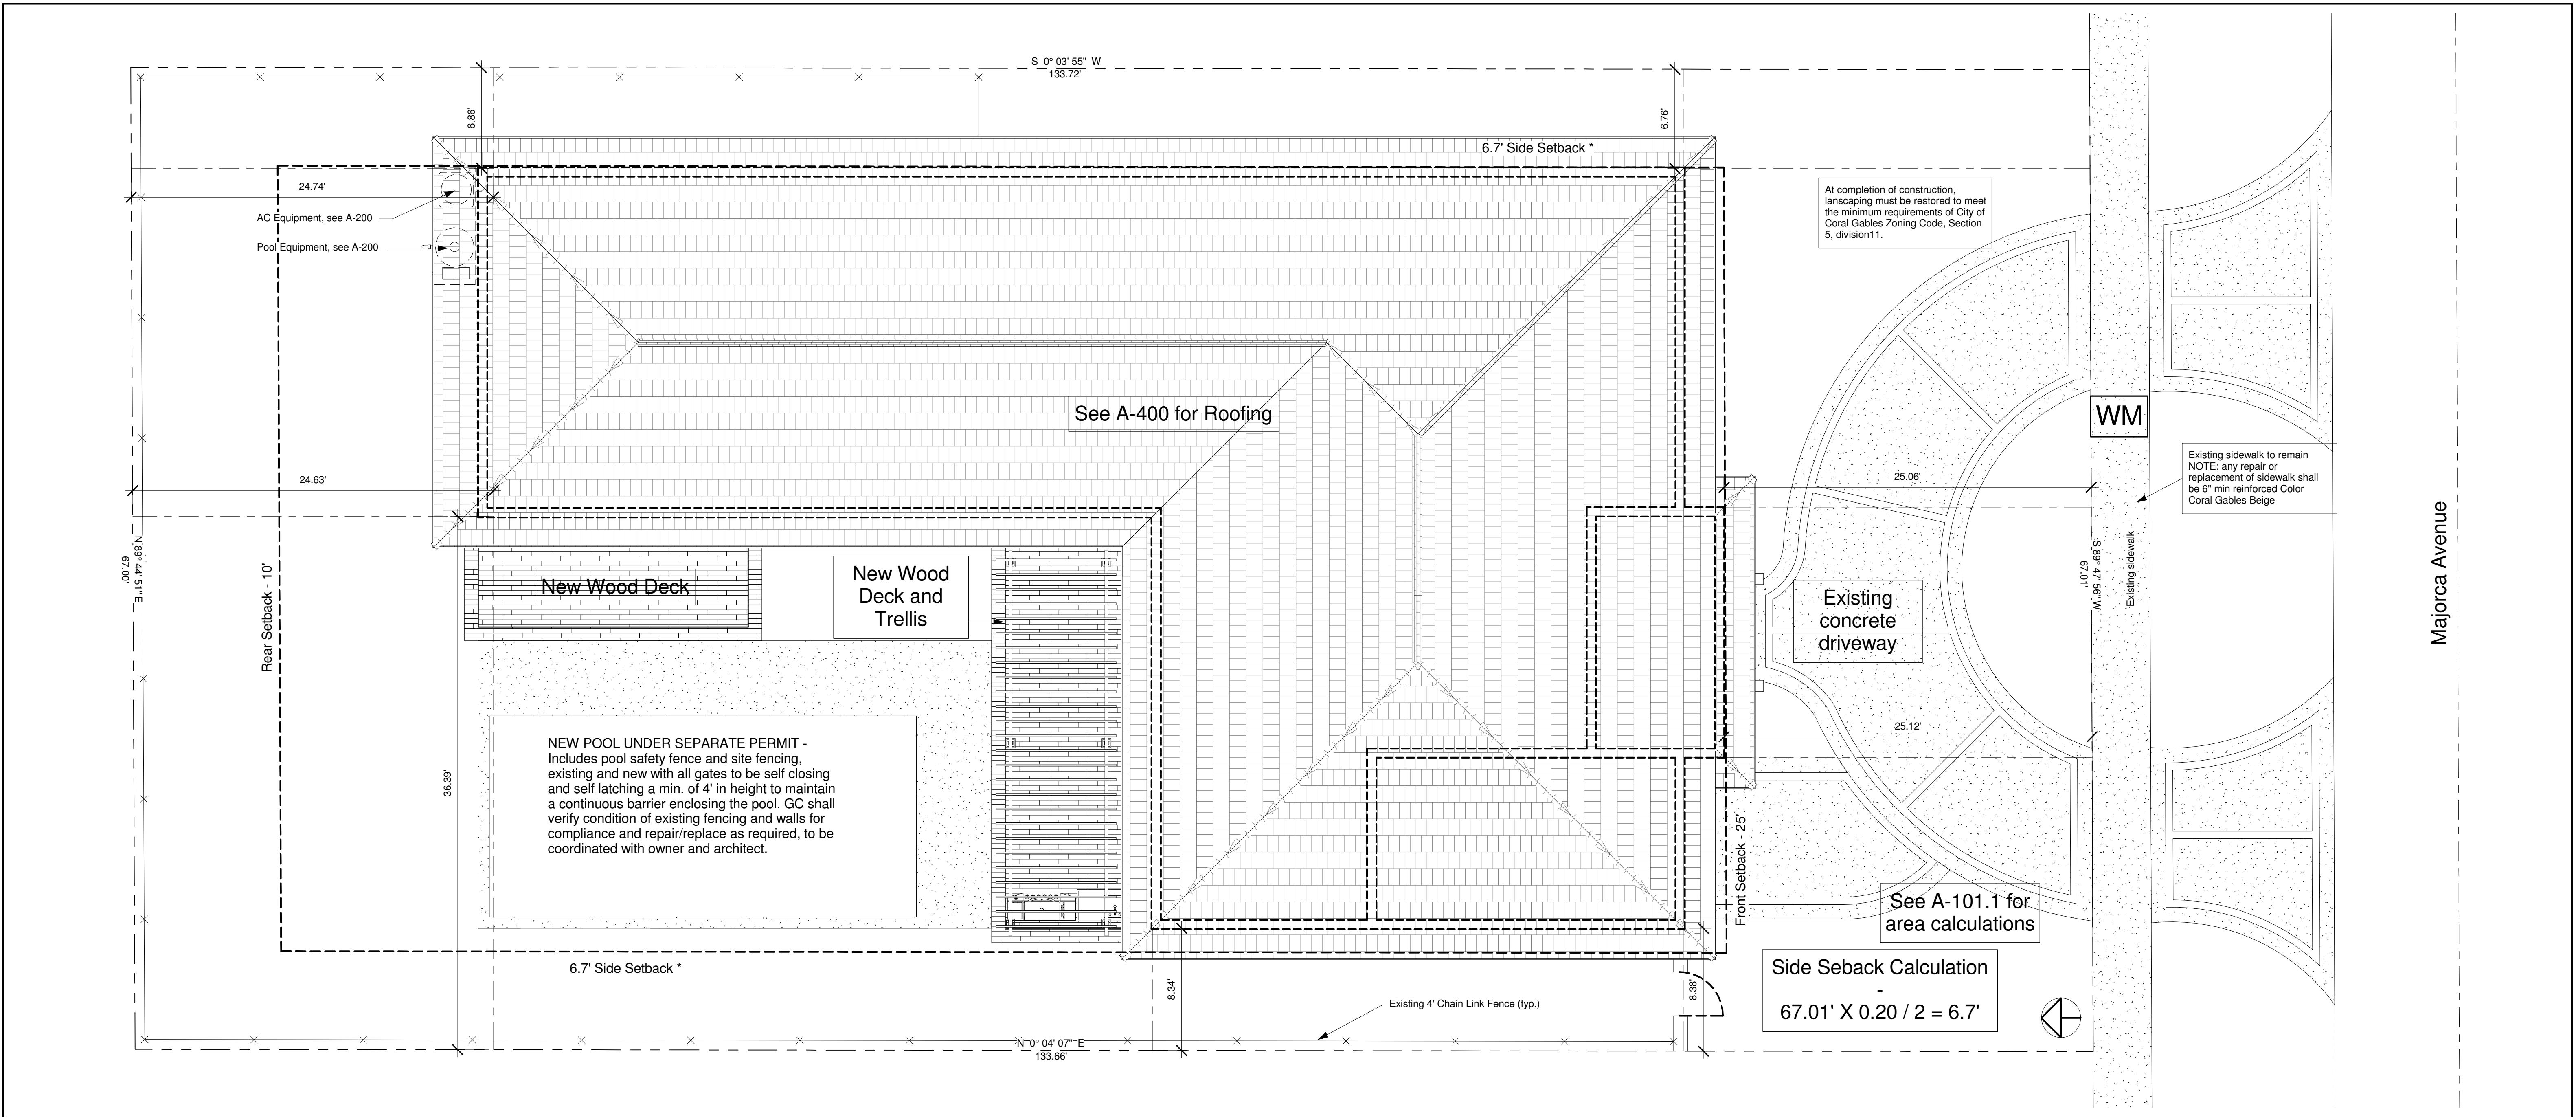 S 0° 03' 55" W
133.72'
6.86'
6.76'
6.7' Side Setback *
24.74'
AC Equipment, see A-200
Pool Equipment, see A-200
At completion of construction,
lanscaping must be restored to meet
the minimum requirements of City of
Coral Gables Zoning Code, Section
5, division11.
See A-400 for Roofing
WM
Existing sidewalk to remain
NOTE: any repair or
replacement of sidewalk shall
be 6" min reinforced Color
Coral Gables Beige
24.63'
25.06'
N 89° 44' 51" E
67.00'
Rear Setback - 10'
New Wood Deck
New Wood
Deck and
Trellis
Existing
concrete
driveway
S 89° 47' 56" W
67.01'
Existing sidewalk
Majorca Avenue
25.12'
NEW POOL UNDER SEPARATE PERMIT -
Includes pool safety fence and site fencing,
existing and new with all gates to be self closing
and self latching a min. of 4' in height to maintain
a continuous barrier enclosing the pool. GC shall
verify condition of existing fencing and walls for
compliance and repair/replace as required, to be
coordinated with owner and architect.
36.39'
Front Setback - 25'
See A-101.1 for
area calculations
6.7' Side Setback *
Side Seback Calculation
-
67.01' X 0.20 / 2 = 6.7'
8.34'
8.38'
Existing 4' Chain Link Fence (typ.)
N 0° 04' 07" E
133.66'